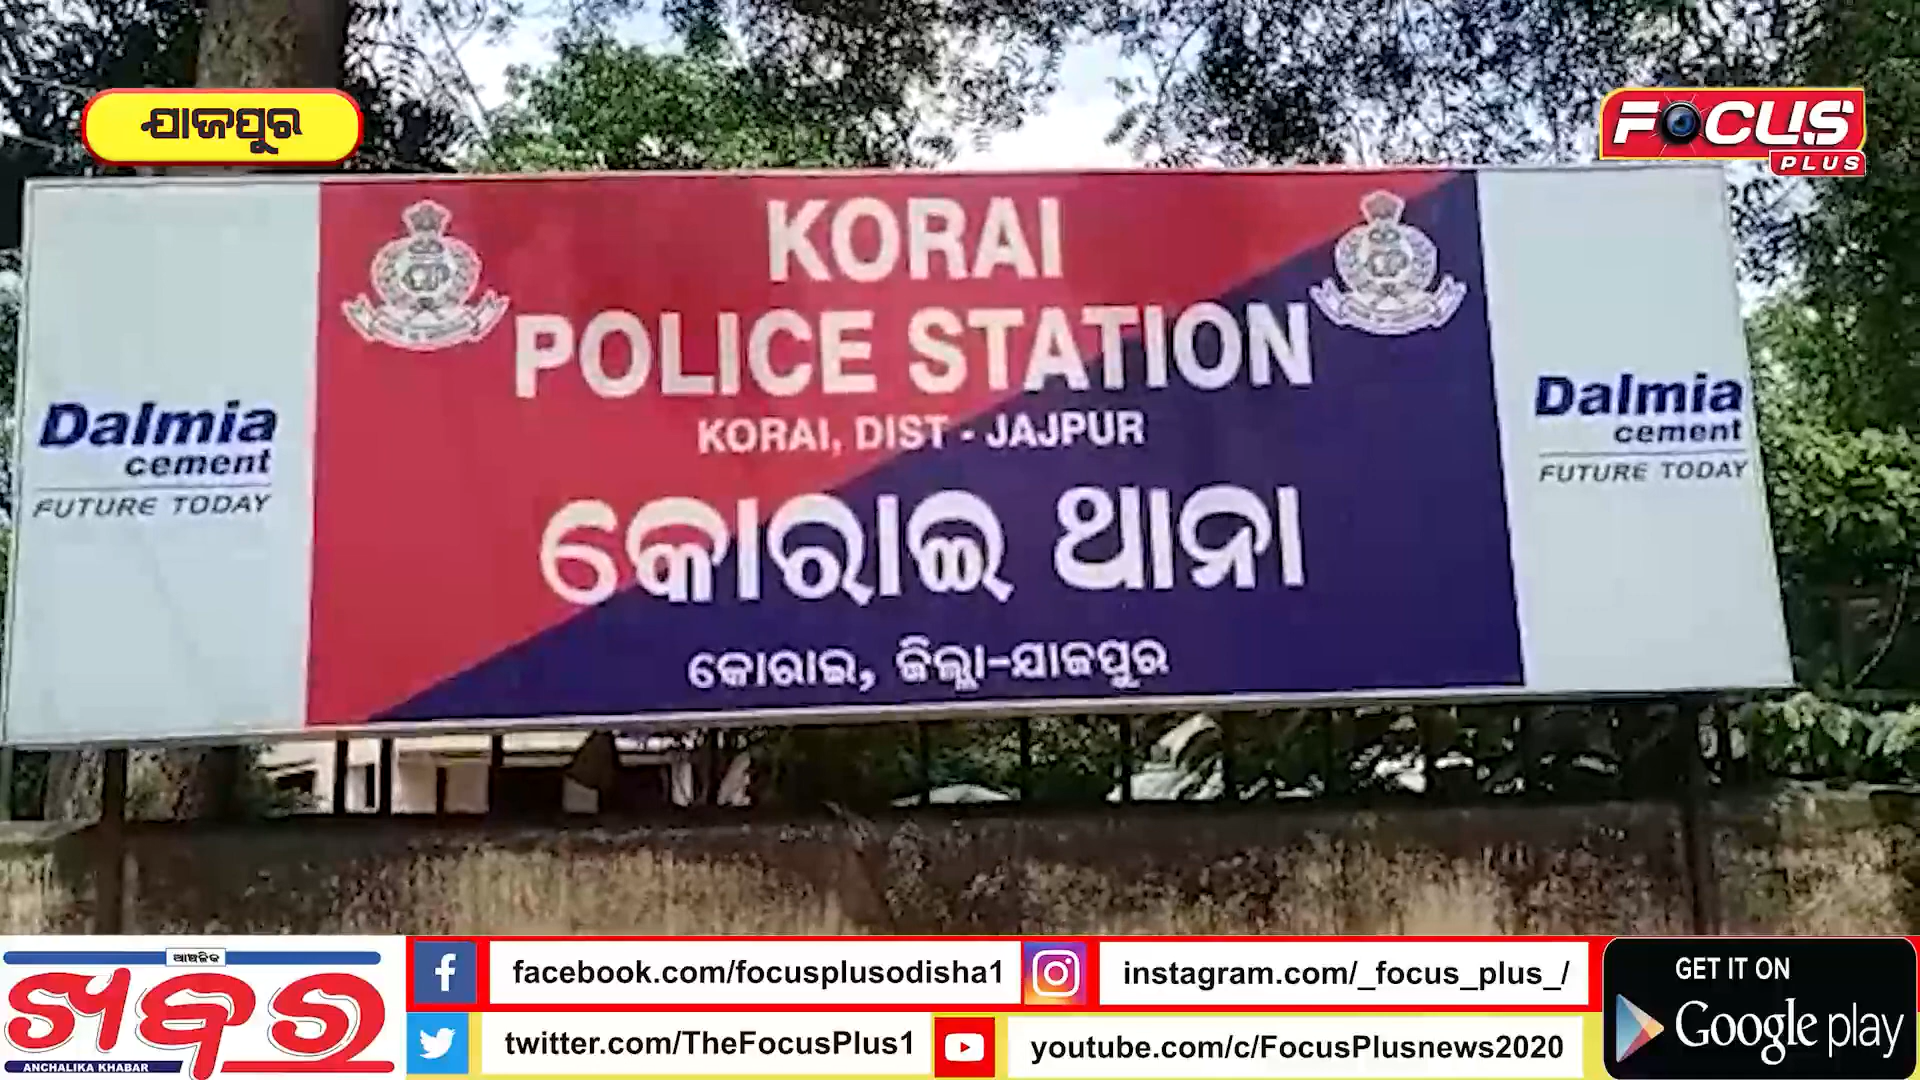 ଯାଜପୁର
FOCUS
PLUS
KORAI
POLICE STATION
KORAI, DIST - JAJPUR
କୋରାଇ ଥାନା
କୋରାଇ, ଜିଲ୍ଲା-ଯାଜପୁର
Dalmia
cement
FUTURE TODAY
Dalmia
cement
FUTURE TODAY
ଆଞ୍ଚଳିକ
ଖବର
ANCHALIKA KHABAR
facebook.com/focusplusodisha1
instagram.com/_focus_plus_/
twitter.com/TheFocusPlus1
youtube.com/c/FocusPlusnews2020
GET IT ON
Google play